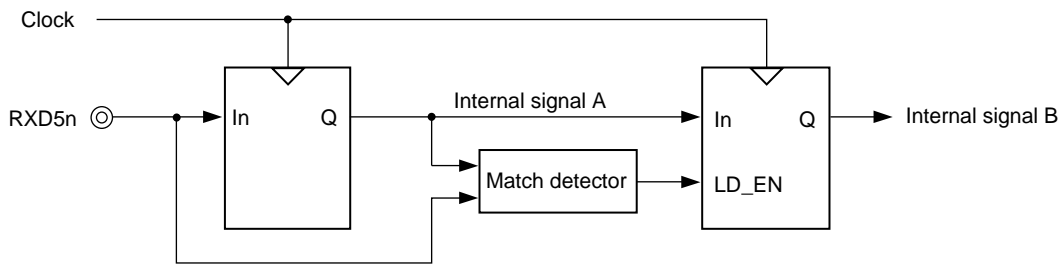 Clock
RXD5n
In
Q
Internal signal A
Match detector
In
Q
LD_EN
Internal signal B